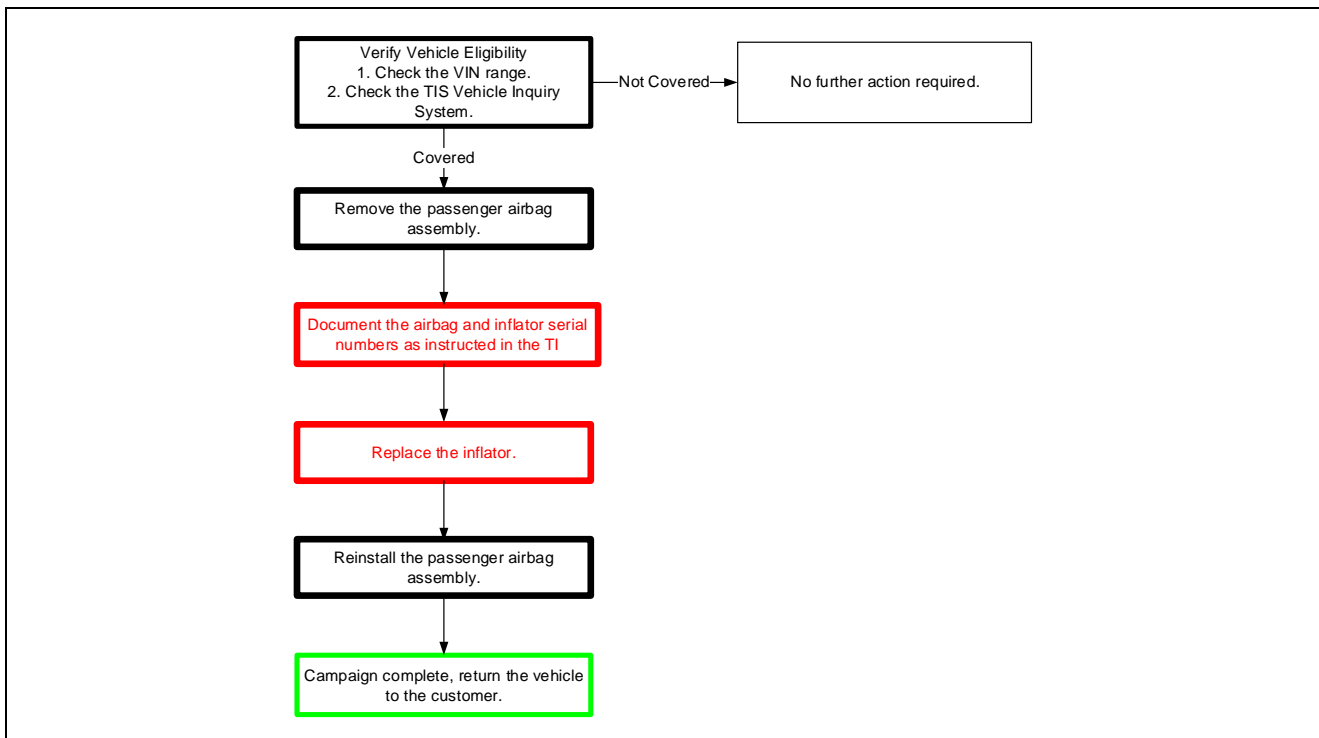 Verify Vehicle Eligibility
1. Check the VIN range.
2. Check the TIS Vehicle Inquiry
System.
Not Covered
No further action required.
Covered
Remove the passenger airbag
assembly.
Document the airbag and inflator serial
numbers as instructed in the TI
Replace the inflator.
Reinstall the passenger airbag
assembly.
Campaign complete, return the vehicle
to the customer.